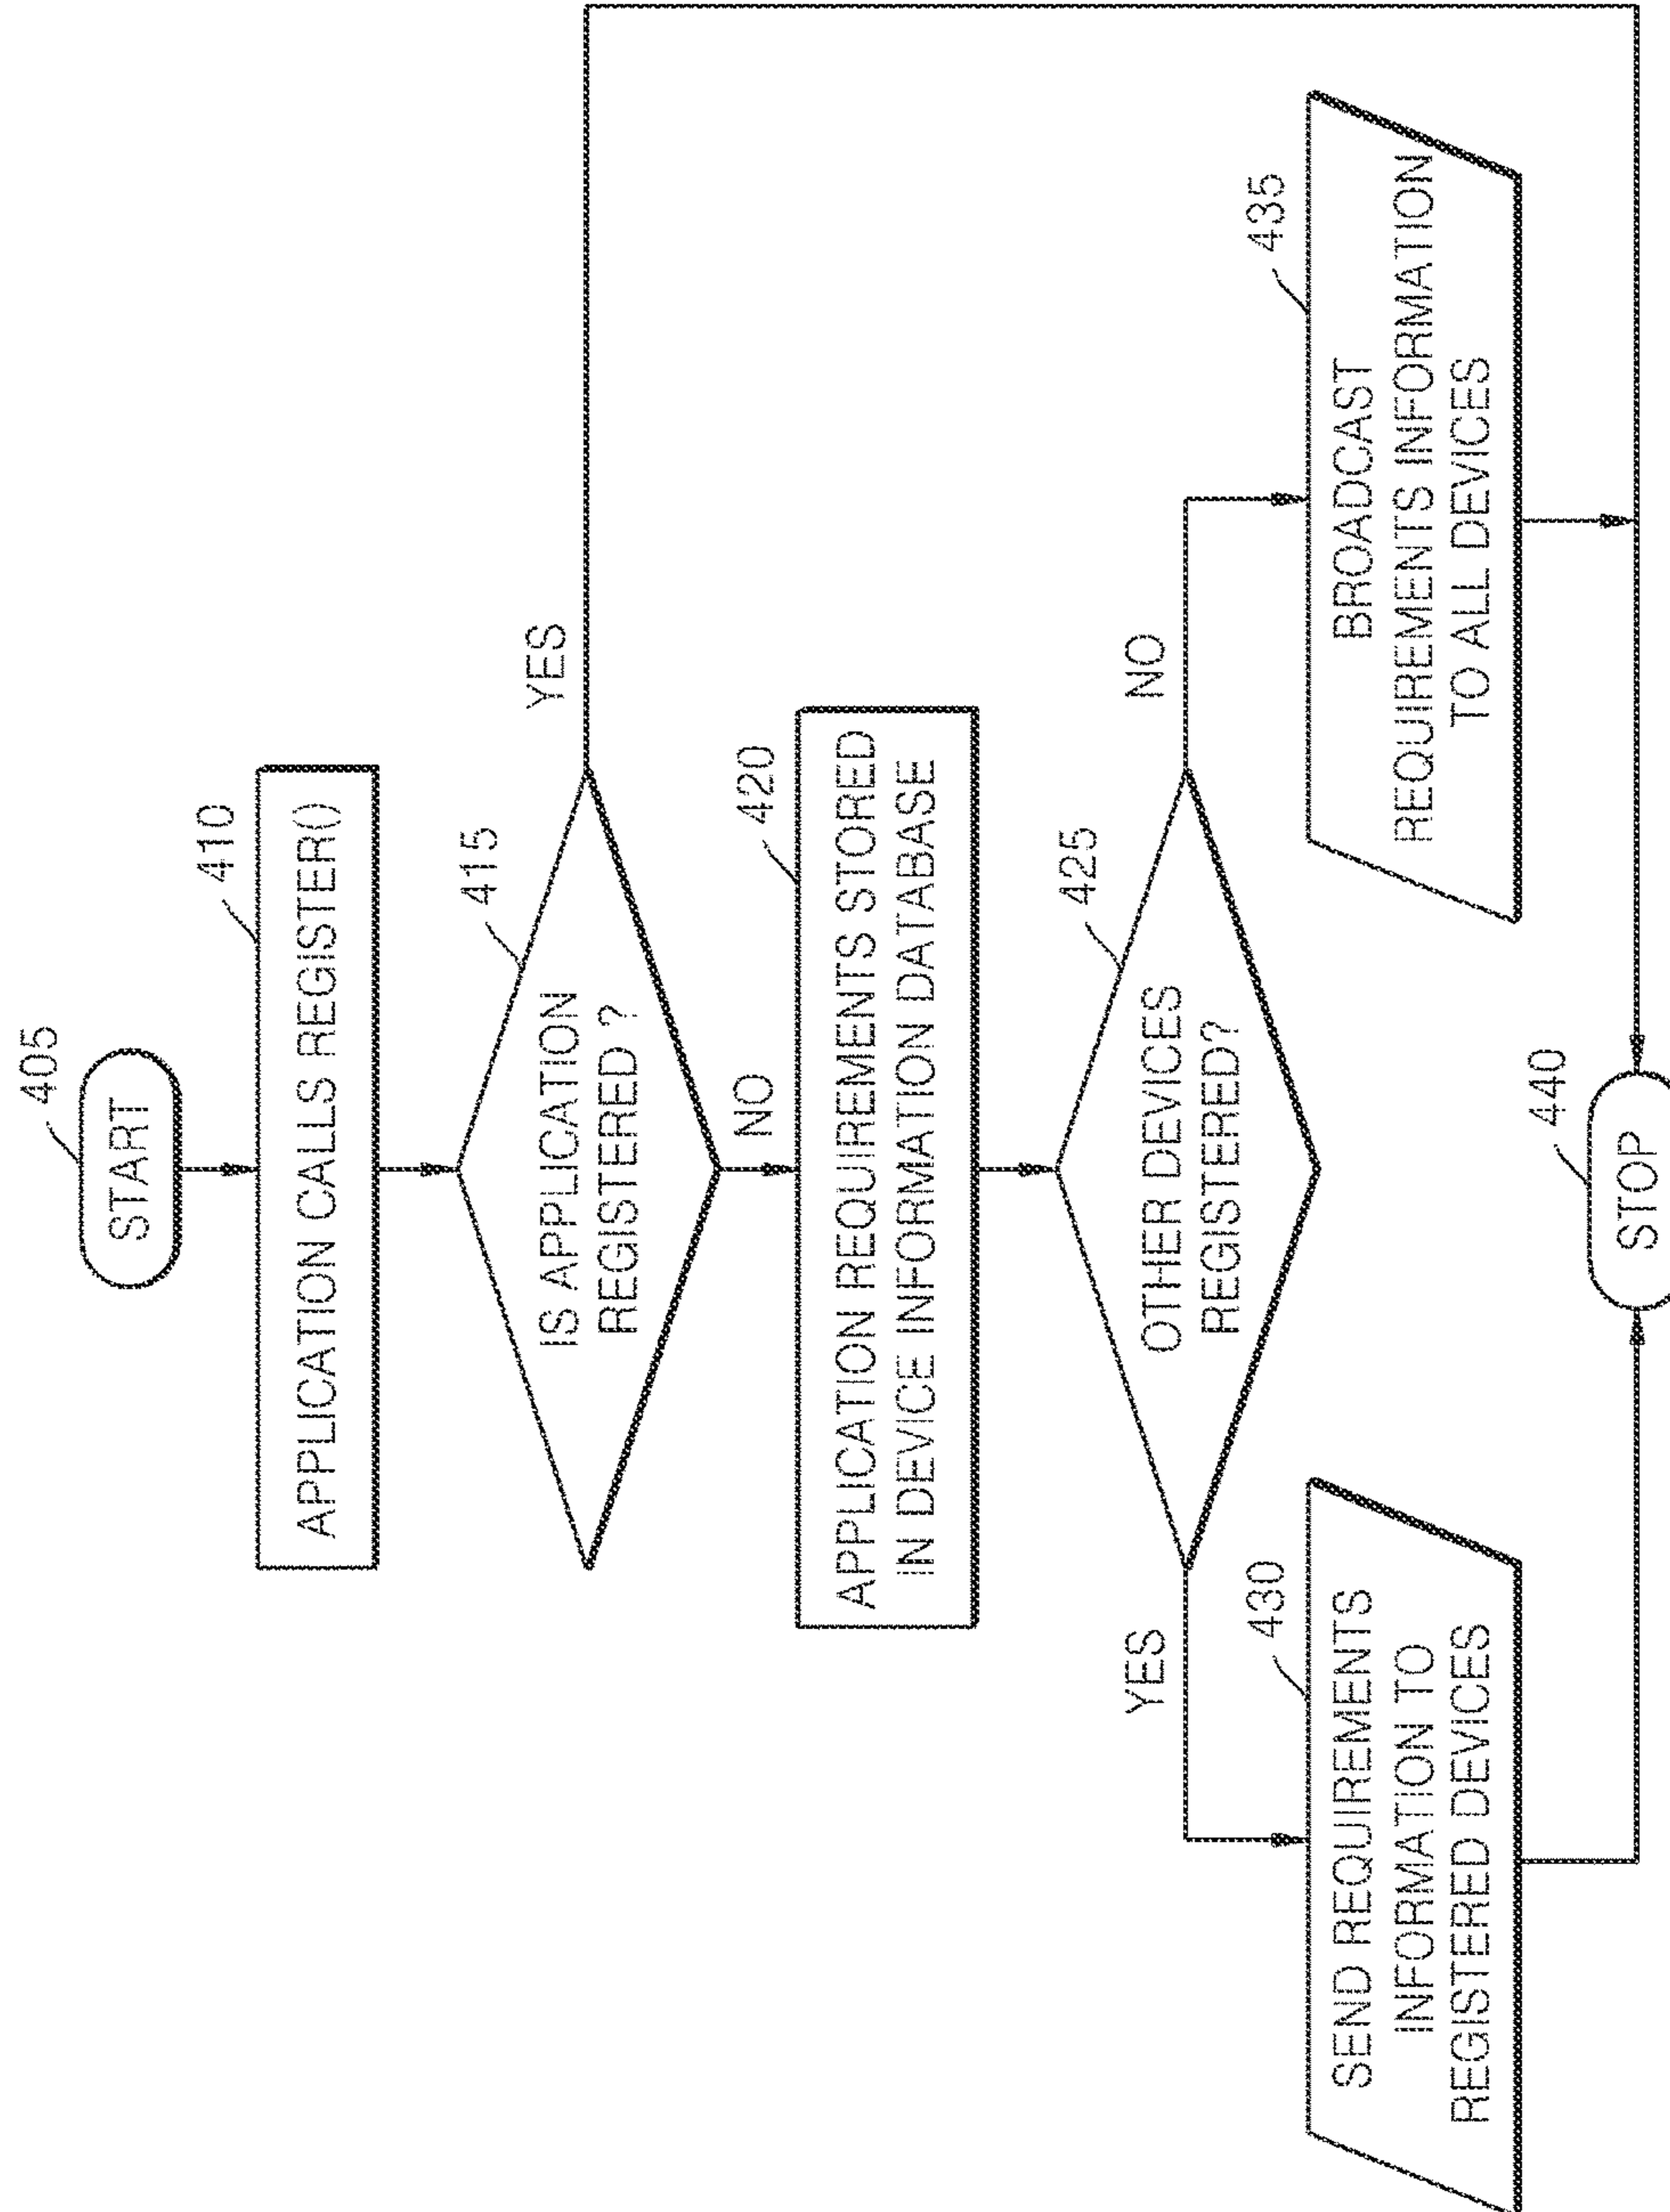 405
START
410
APPLICATION CALLS REGISTER()
415
IS APPLICATION
REGISTERED ?
YES
NO
420
APPLICATION REQUIREMENTS STORED
IN DEVICE INFORMATION DATABASE
425
OTHER DEVICES
REGISTERED?
YES
NO
430
SEND REQUIREMENTS
INFORMATION TO
REGISTERED DEVICES
435
BROADCAST
REQUIREMENTS INFORMATION
TO ALL DEVICES
440
STOP